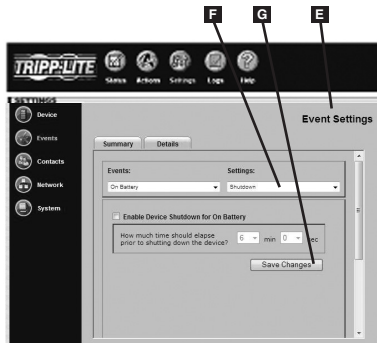 F G E
TRIPP·LITE
Status Actions Settings Logs Help
SETTINGS
Device
Events
Contacts
Network
System
Event Settings
Summary Details
Events: Settings:
On Battery Shutdown
Enable Device Shutdown for On Battery
How much time should elapse
prior to shutting down the device?
6 min 0 sec
Save Changes